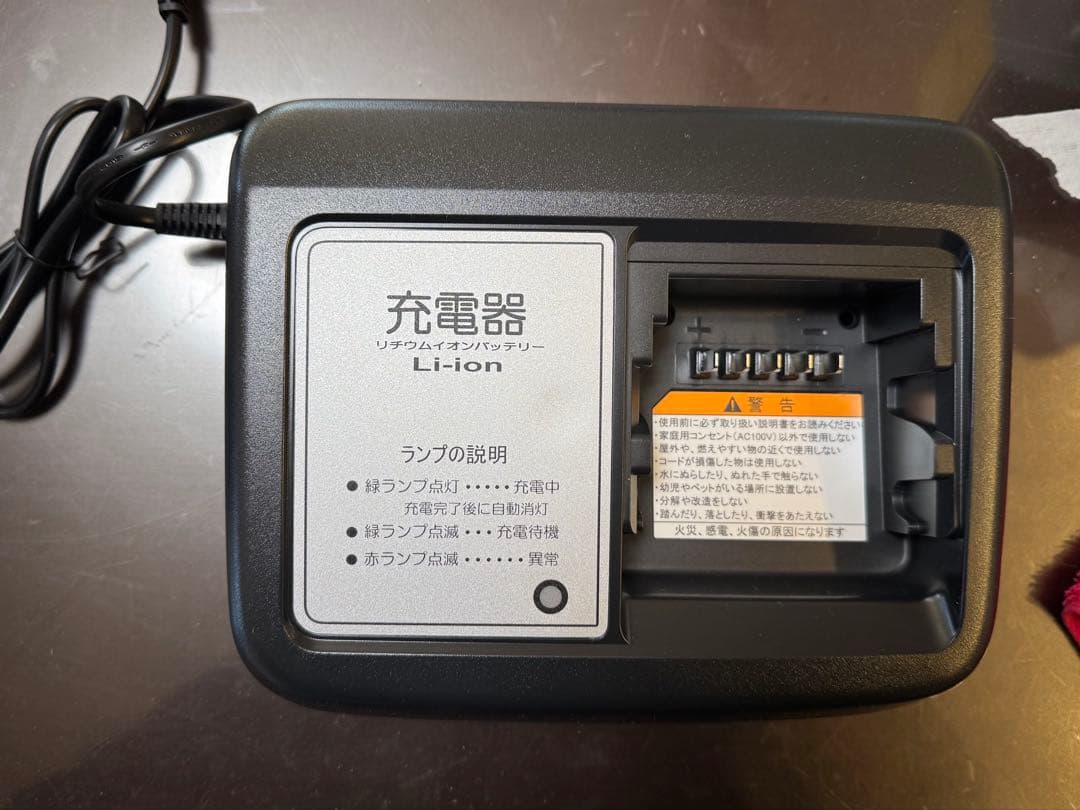 充電器
リチウムイオンバッテリー
Li-ion
ランプの説明
● 緑ランプ点灯・・・・・充電中
充電完了後に自動消灯
● 緑ランプ点滅・・・充電待機
● 赤ランプ点滅・・・・・・異常
+ −
⚠警告
・使用前に必ず取り扱い説明書をお読みください
・家庭用コンセント(AC100V)以外で使用しない
・屋外や、燃えやすい物の近くで使用しない
・コードが損傷した物は使用しない
・水にぬらしたり、ぬれた手で触らない
・幼児やペットがいる場所に設置しない
・分解や改造をしない
・踏んだり、落としたり、衝撃をあたえない
火災、感電、火傷の原因になります